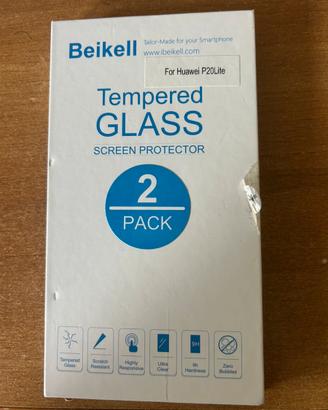 Beikell
Tailor-Made for your Smartphone
www.ibeikell.com
For Huawei P20Lite
Tempered
GLASS
SCREEN PROTECTOR
2
PACK
9H
Tempered Glass
Scratch Resistant
Highly Responsive
Ultra Clear
9H Hardness
Zero Bubbles